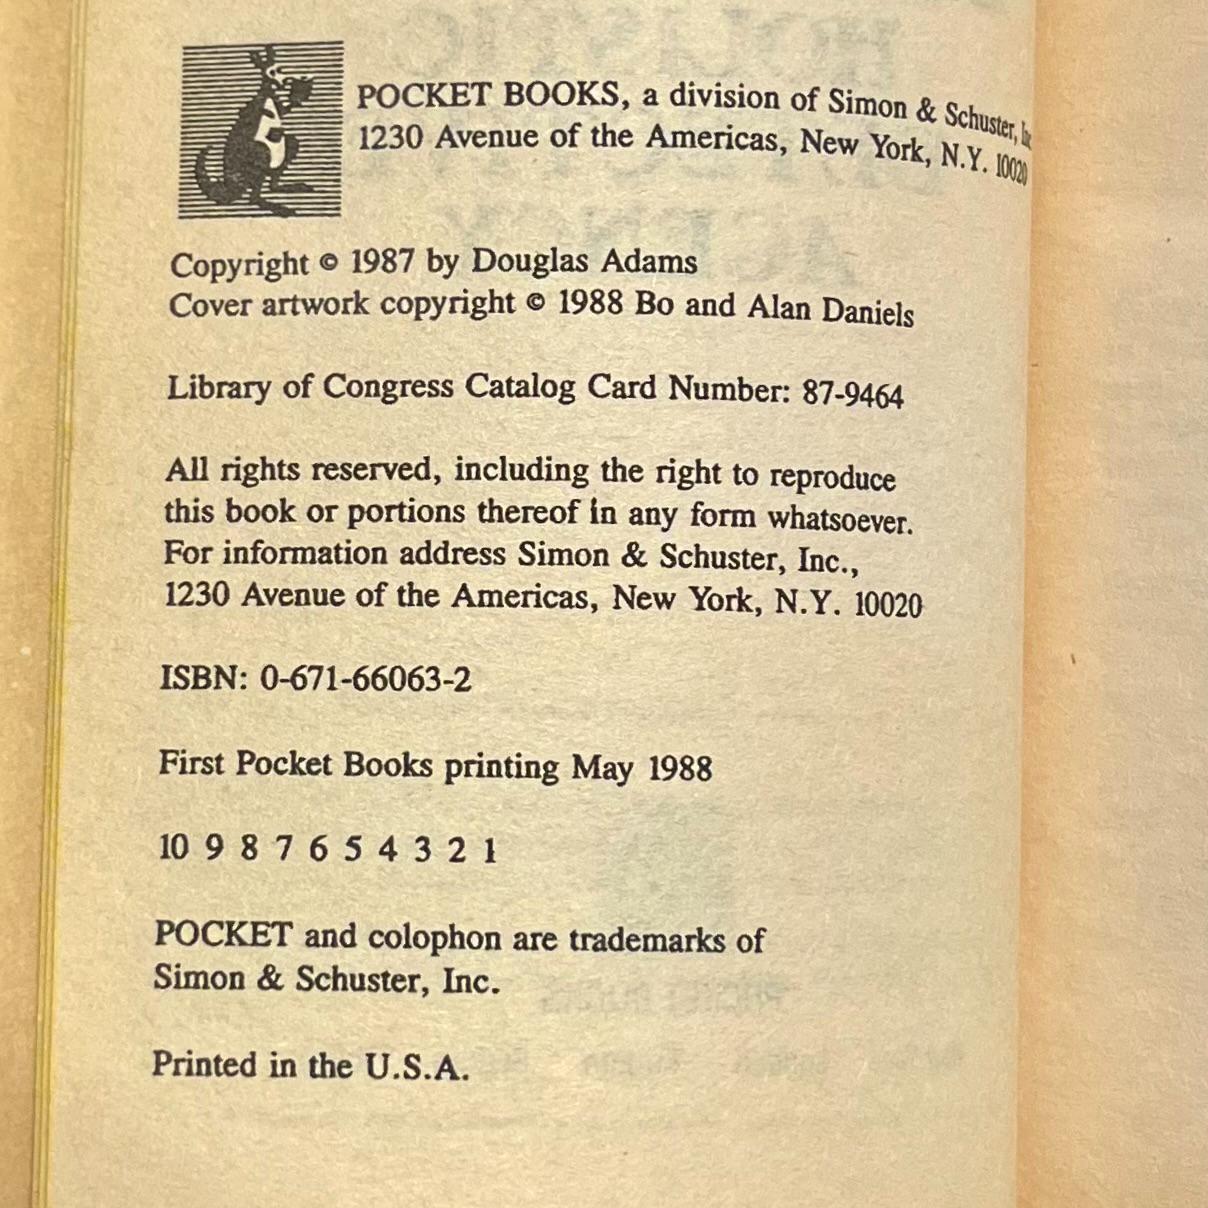 POCKET BOOKS, a division of Simon & Schuster, Inc
1230 Avenue of the Americas, New York, N.Y. 10020
Copyright © 1987 by Douglas Adams
Cover artwork copyright © 1988 Bo and Alan Daniels
Library of Congress Catalog Card Number: 87-9464
All rights reserved, including the right to reproduce
this book or portions thereof in any form whatsoever.
For information address Simon & Schuster, Inc.,
1230 Avenue of the Americas, New York, N.Y. 10020
ISBN: 0-671-66063-2
First Pocket Books printing May 1988
10 9 8 7 6 5 4 3 2 1
POCKET and colophon are trademarks of
Simon & Schuster, Inc.
Printed in the U.S.A.